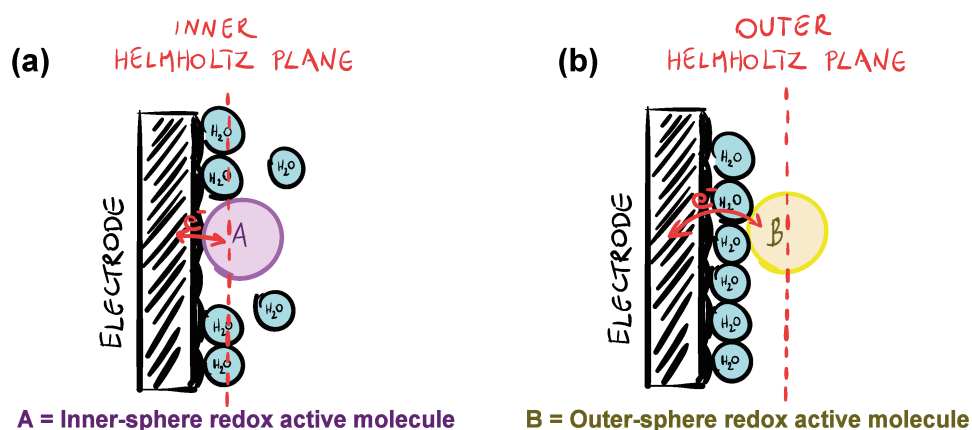 (a)
INNER
HELMHOLTZ PLANE
ELECTRODE
H₂O
H₂O
H₂O
e⁻
A
H₂O
H₂O
H₂O
A = Inner-sphere redox active molecule
(b)
OUTER
HELMHOLTZ PLANE
ELECTRODE
H₂O
H₂O
e⁻
B
H₂O
H₂O
H₂O
H₂O
B = Outer-sphere redox active molecule